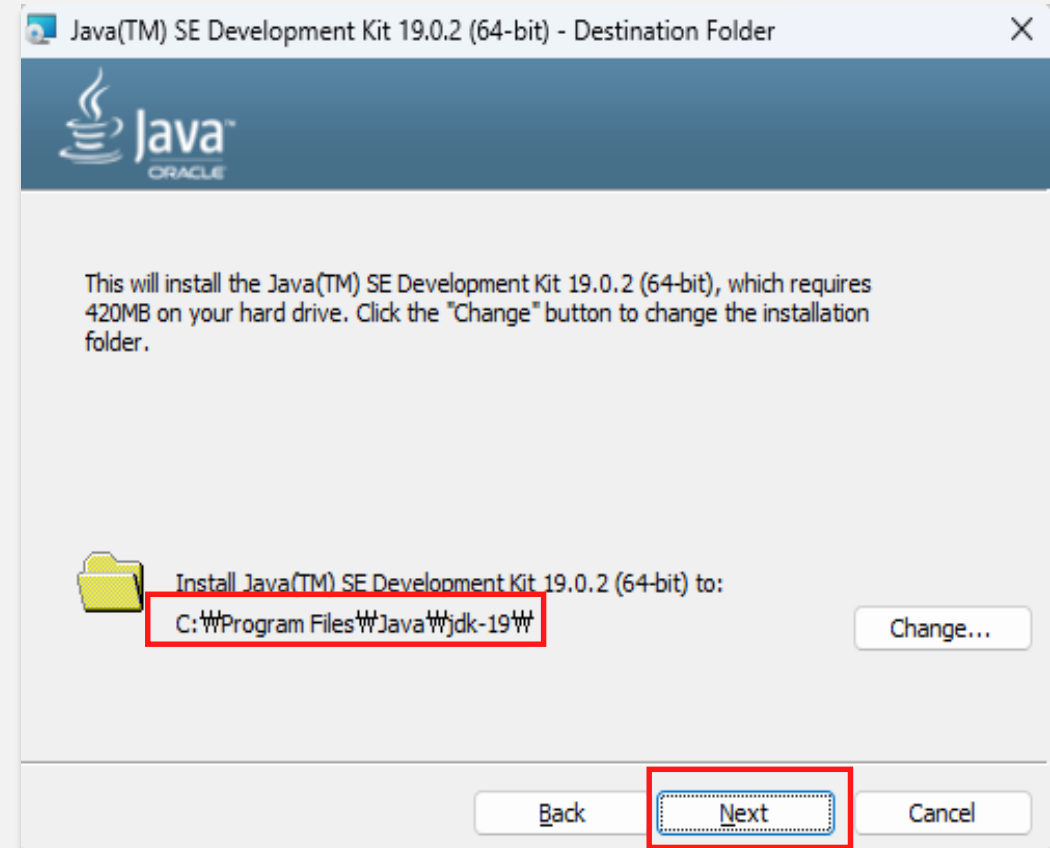 Java(TM) SE Development Kit 19.0.2 (64-bit) - Destination Folder
Java™
ORACLE
This will install the Java(TM) SE Development Kit 19.0.2 (64-bit), which requires
420MB on your hard drive. Click the "Change" button to change the installation
folder.
Install Java(TM) SE Development Kit 19.0.2 (64-bit) to:
C:₩Program Files₩Java₩jdk-19₩
Change...
Back
Next
Cancel